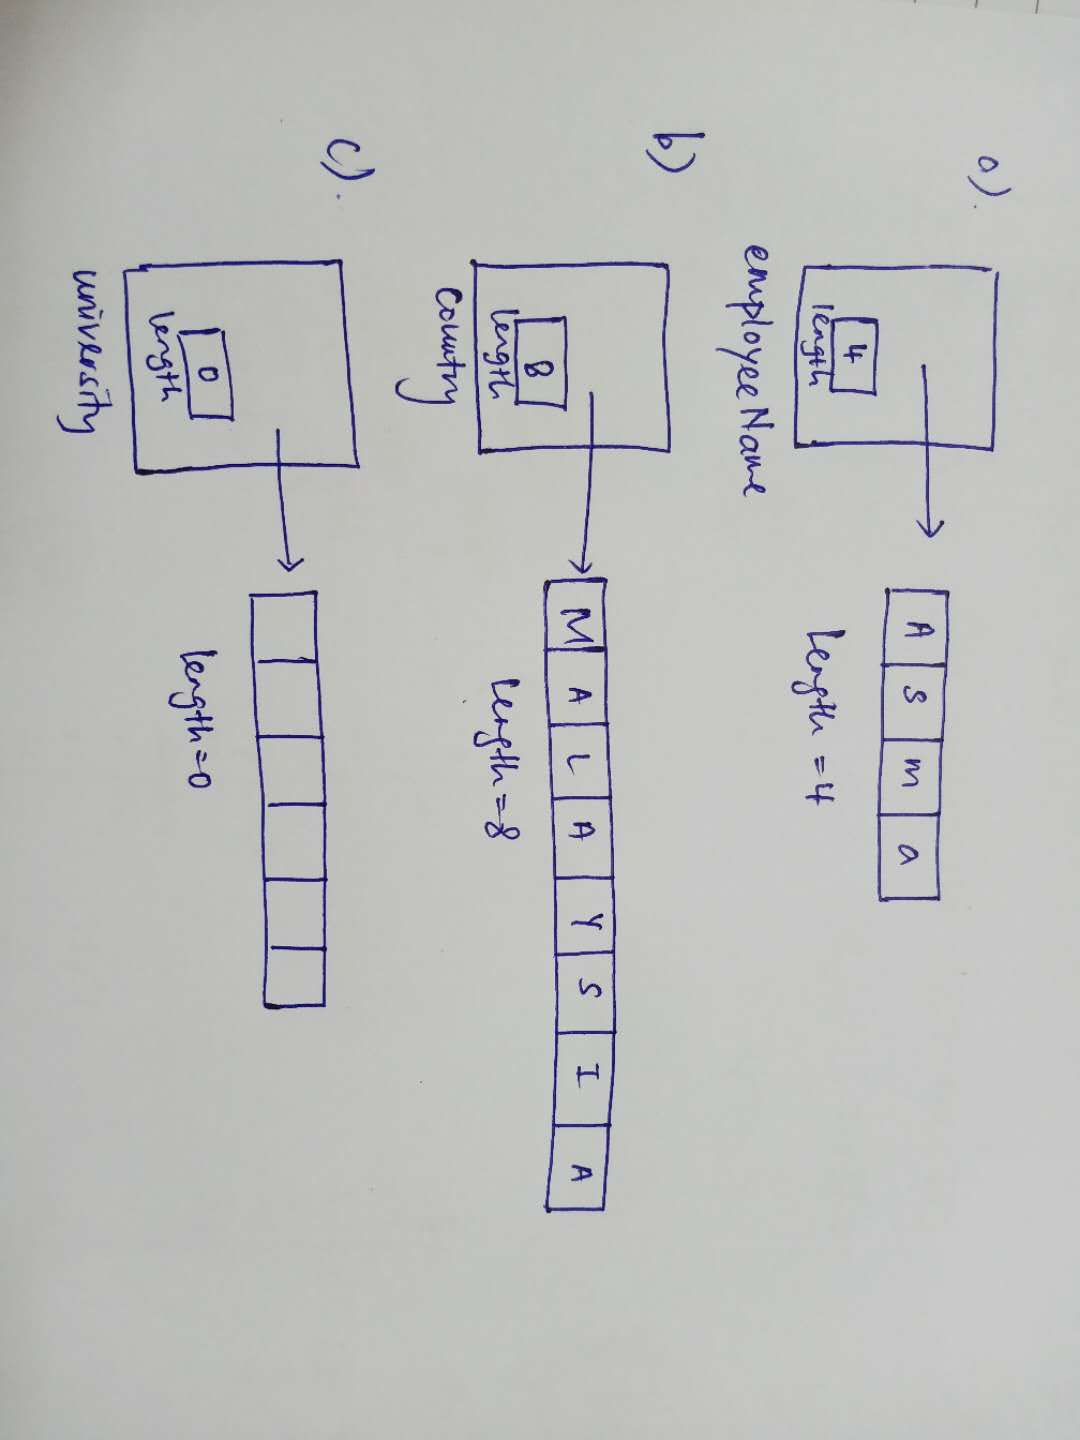 a).
4
length
employeeName
A s m a
length = 4
b)
8
length
Country
M A L A Y S I A
length = 8
c).
0
length
university
length = 0